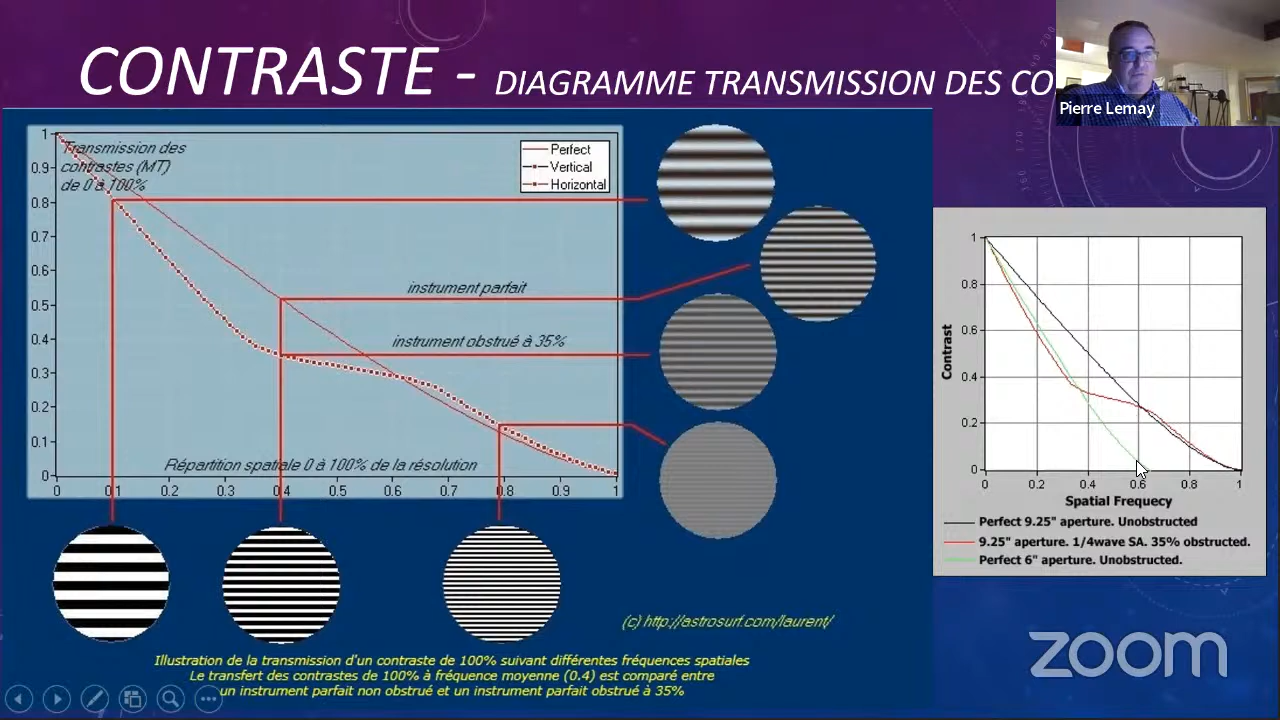 CONTRASTE - DIAGRAMME TRANSMISSION DES CO
Pierre Lemay
Transmission des
contrastes (MT)
de 0 à 100%
Perfect
Vertical
Horizontal
1
0.9
0.8
0.7
0.6
0.5
0.4
0.3
0.2
0.1
0
instrument parfait
instrument obstrué à 35%
Répartition spatiale 0 à 100% de la résolution
0 0.1 0.2 0.3 0.4 0.5 0.6 0.7 0.8 0.9 1
(c) http://astrosurf.com/laurent/
Illustration de la transmission d'un contraste de 100% suivant différentes fréquences spatiales
Le transfert des contrastes de 100% à fréquence moyenne (0.4) est comparé entre
un instrument parfait non obstrué et un instrument parfait obstrué à 35%
Contrast
1
0.8
0.6
0.4
0.2
0
0 0.2 0.4 0.6 0.8 1
Spatial Frequecy
Perfect 9.25" aperture. Unobstructed
9.25" aperture. 1/4wave SA. 35% obstructed.
Perfect 6" aperture. Unobstructed.
zoom